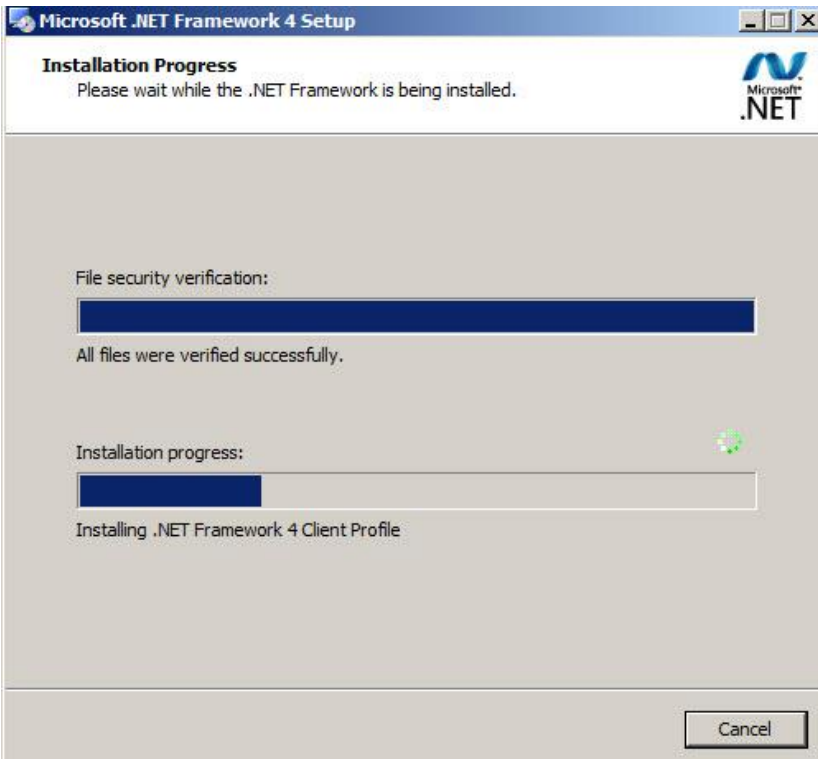 Microsoft .NET Framework 4 Setup
Installation Progress
Please wait while the .NET Framework is being installed.
Microsoft®
.NET
File security verification:
All files were verified successfully.
Installation progress:
Installing .NET Framework 4 Client Profile
Cancel